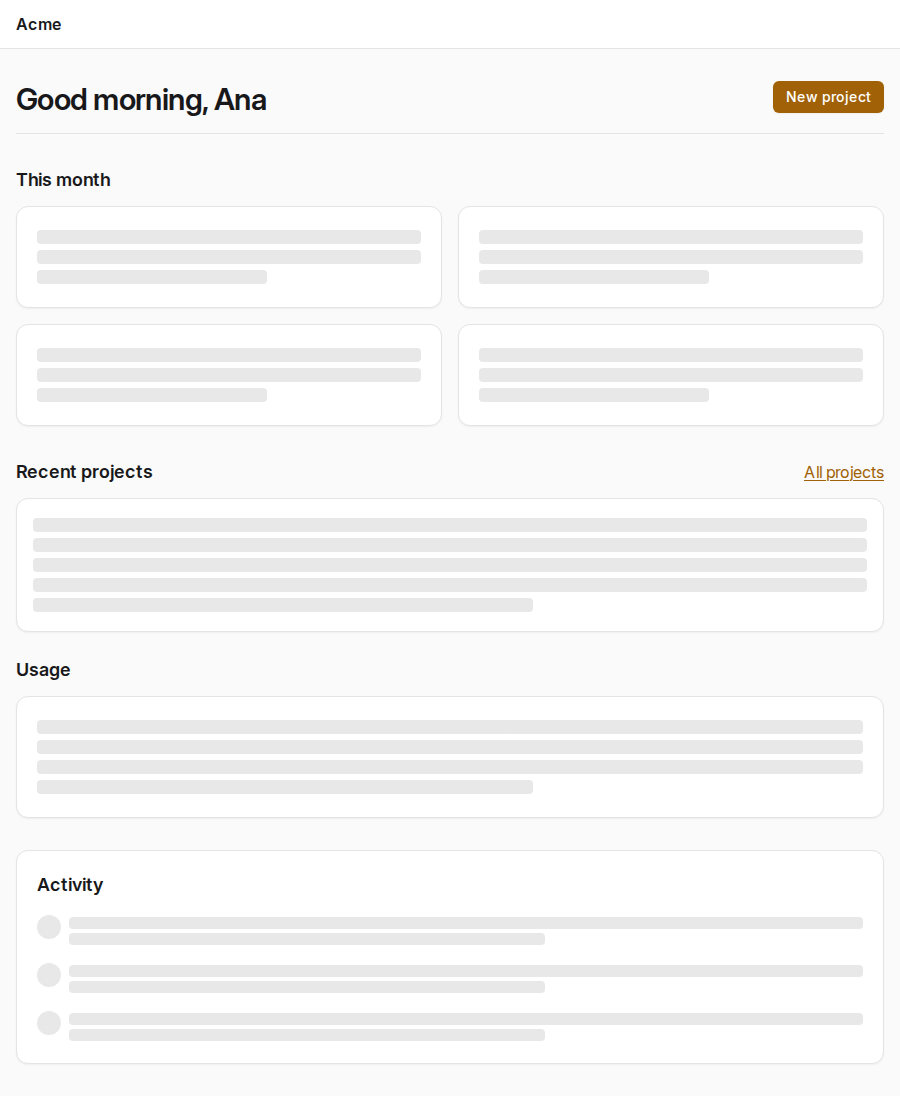 Acme
Good morning, Ana
New project
This month
Recent projects
All projects
Usage
Activity